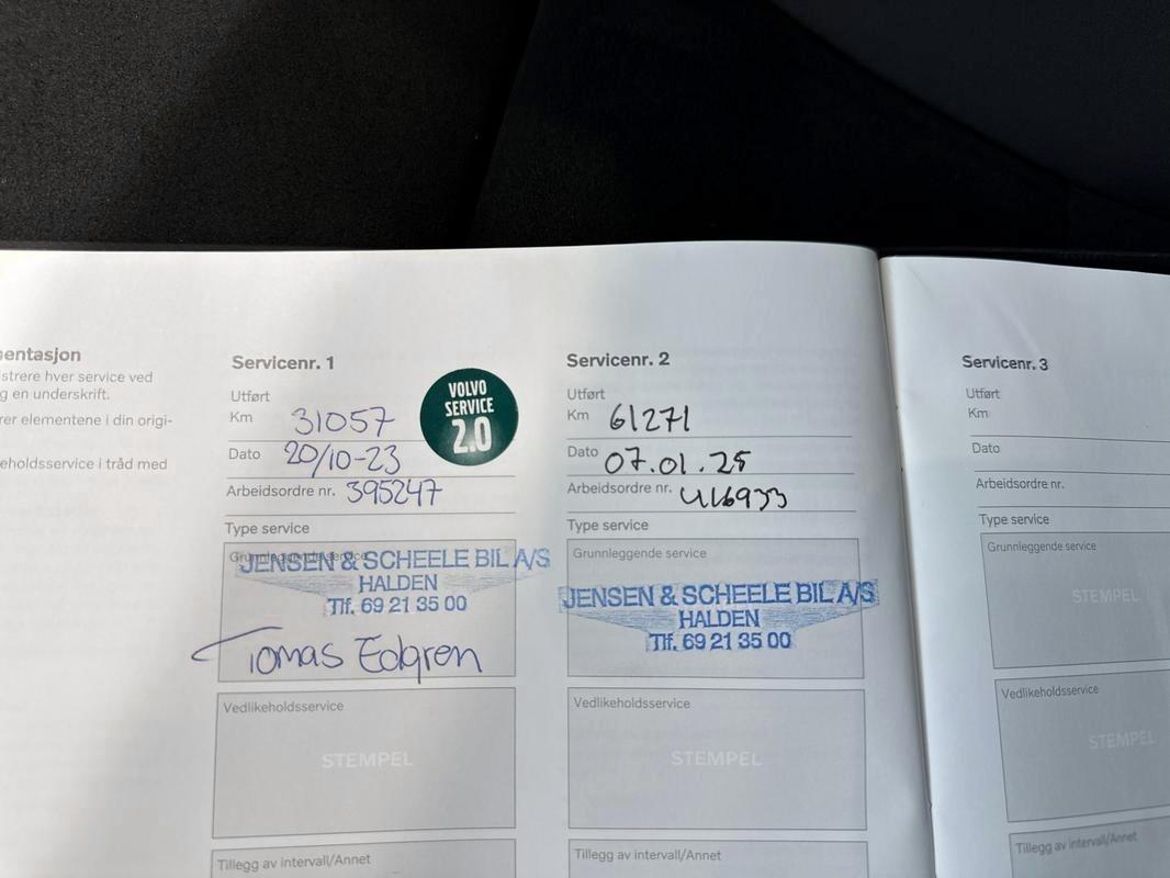 entasjon
strere hver service ved
g en underskrift.
rer elementene i din origi-
eholdsservice i tråd med
Servicenr. 1
Utført
Km 31057
Dato 20/10-23
Arbeidsordre nr. 395247
VOLVO
SERVICE
2.0
Type service
Grunnleggende service
JENSEN & SCHEELE BIL A/S
HALDEN
Tlf. 69 21 35 00
Tomas Edgren
Vedlikeholdsservice
STEMPEL
Tillegg av intervall/Annet
Servicenr. 2
Utført
Km 61271
Dato 07.01.25
Arbeidsordre nr. 416933
Type service
Grunnleggende service
JENSEN & SCHEELE BIL A/S
HALDEN
Tlf. 69 21 35 00
Vedlikeholdsservice
STEMPEL
Tillegg av intervall/Annet
Servicenr. 3
Utført
Km
Dato
Arbeidsordre nr.
Type service
Grunnleggende service
STEMPEL
Vedlikeholdsservice
STEMPEL
Tillegg av intervall/Annet